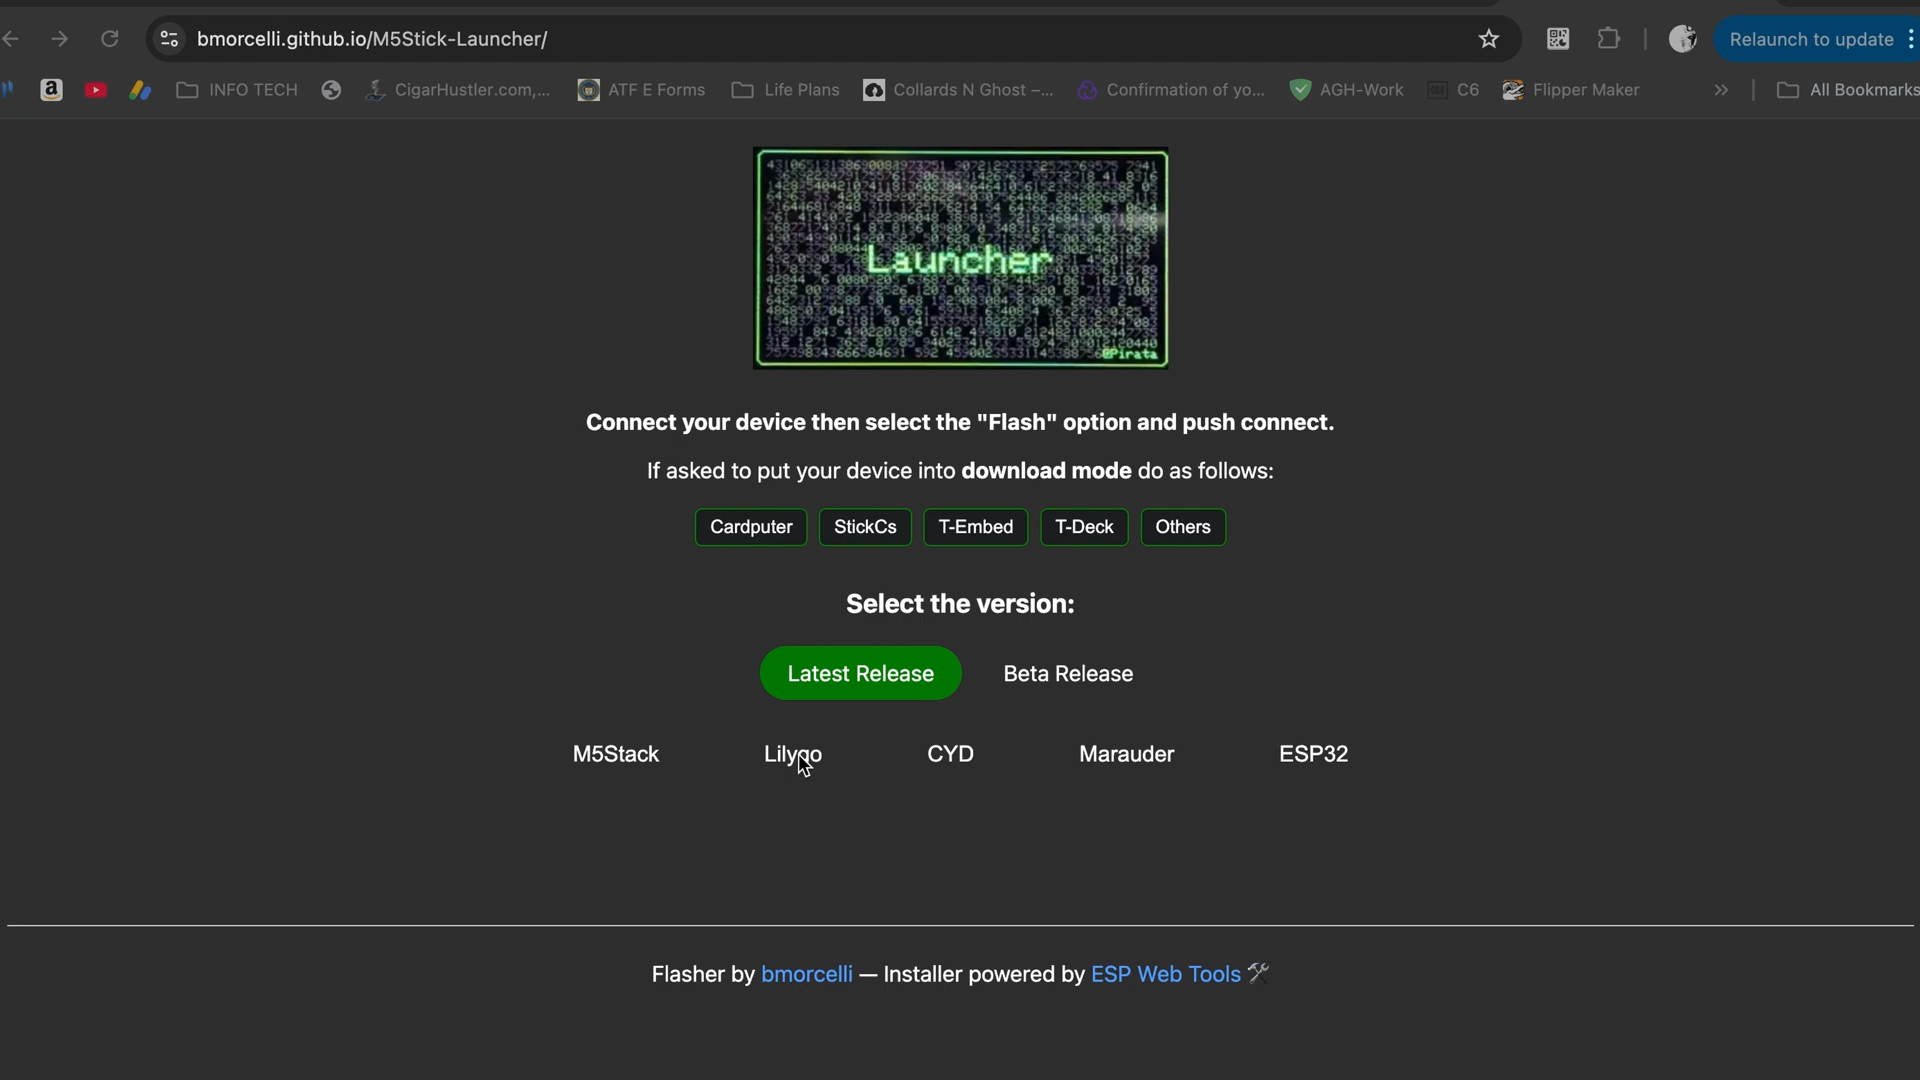 bmorcelli.github.io/M5Stick-Launcher/
Relaunch to update
INFO TECH
CigarHustler.com,...
ATF E Forms
Life Plans
Collards N Ghost –...
Confirmation of yo...
AGH-Work
C6
Flipper Maker
»
All Bookmarks
Launcher
@Pirata
Connect your device then select the "Flash" option and push connect.
If asked to put your device into download mode do as follows:
Cardputer StickCs T-Embed T-Deck Others
Select the version:
Latest Release Beta Release
M5Stack Lilygo CYD Marauder ESP32
Flasher by bmorcelli — Installer powered by ESP Web Tools 🛠